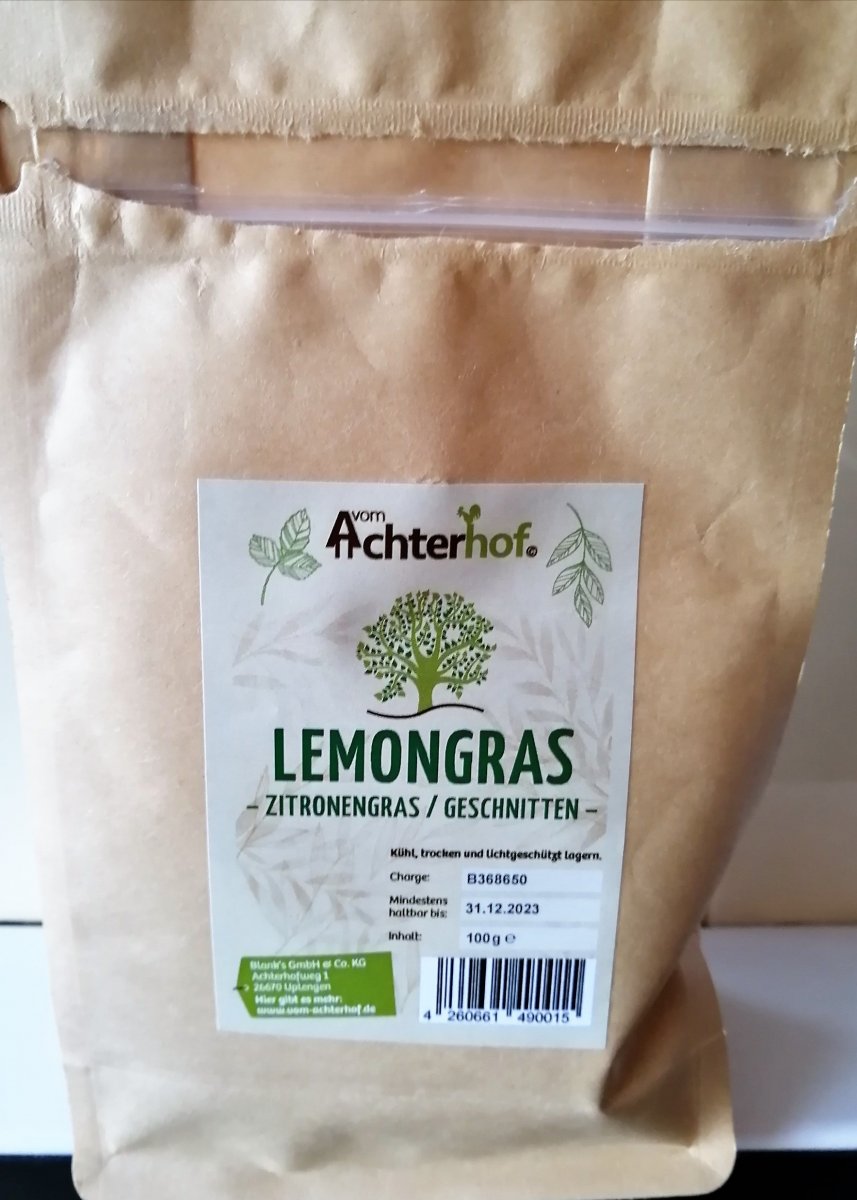 vom
Achterhof©
LEMONGRAS
– ZITRONENGRAS / GESCHNITTEN –
Kühl, trocken und lichtgeschützt lagern.
Charge: B368650
Mindestens
haltbar bis: 31.12.2023
Inhalt: 100g ℮
Blank's GmbH & Co. KG
Achterhofweg 1
26670 Uplengen
Hier gibt es mehr:
www.vom-achterhof.de
4 260661 490015